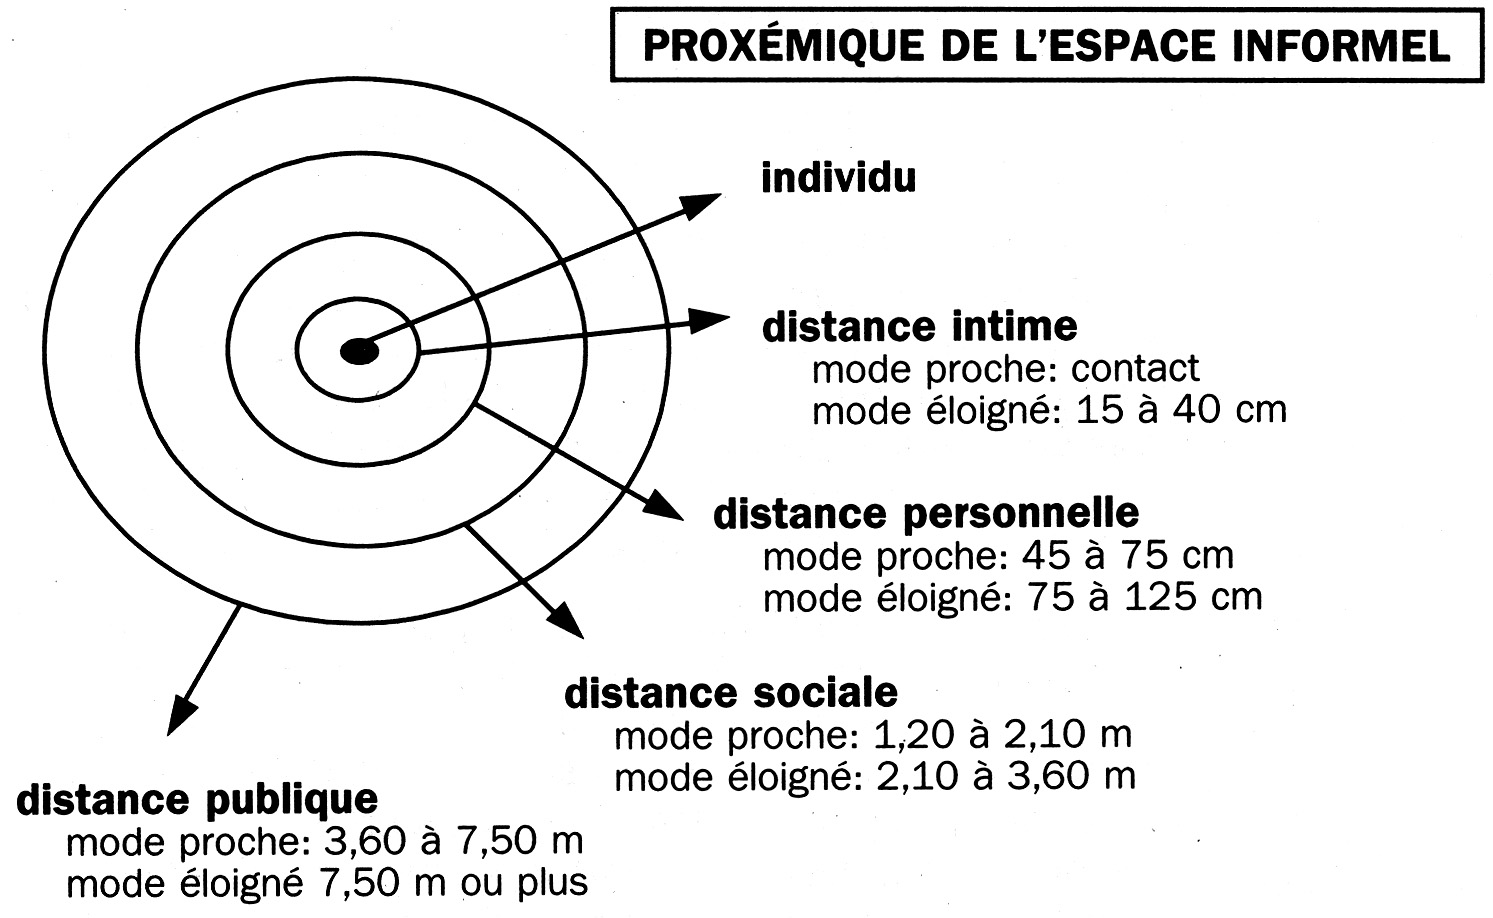 PROXÉMIQUE DE L'ESPACE INFORMEL
individu
distance intime
mode proche: contact
mode éloigné: 15 à 40 cm
distance personnelle
mode proche: 45 à 75 cm
mode éloigné: 75 à 125 cm
distance sociale
mode proche: 1,20 à 2,10 m
mode éloigné: 2,10 à 3,60 m
distance publique
mode proche: 3,60 à 7,50 m
mode éloigné 7,50 m ou plus